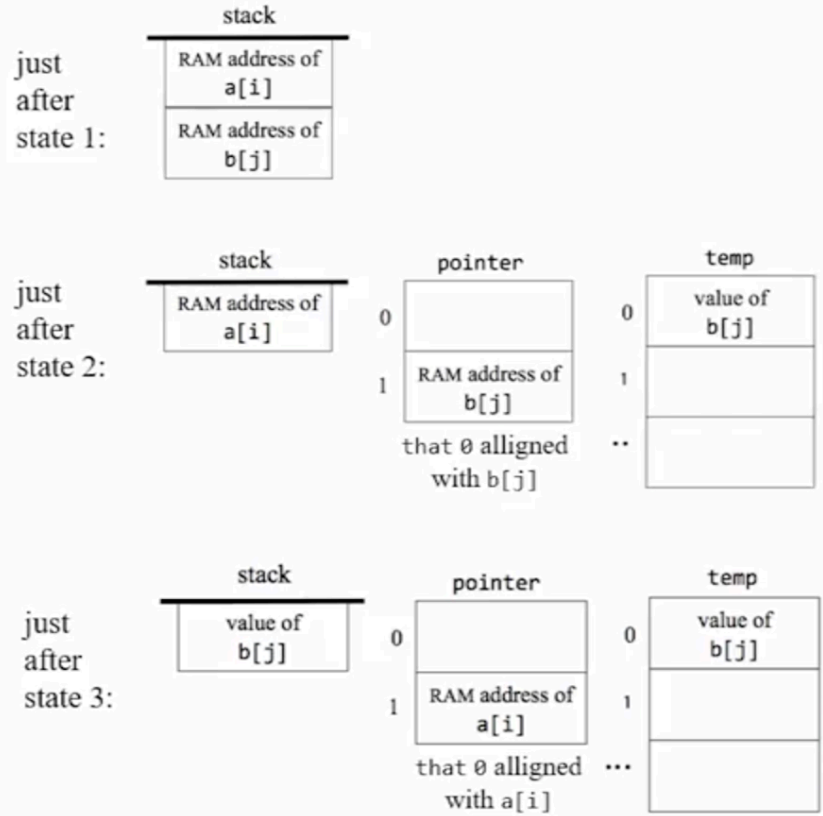 stack
just
after
state 1:
RAM address of
a[i]
RAM address of
b[j]
stack
pointer
temp
just
after
state 2:
RAM address of
a[i]
0
1
RAM address of
b[j]
that 0 alligned
with b[j]
0
value of
b[j]
1
..
stack
pointer
temp
just
after
state 3:
value of
b[j]
0
1
RAM address of
a[i]
that 0 alligned
with a[i]
0
value of
b[j]
1
...